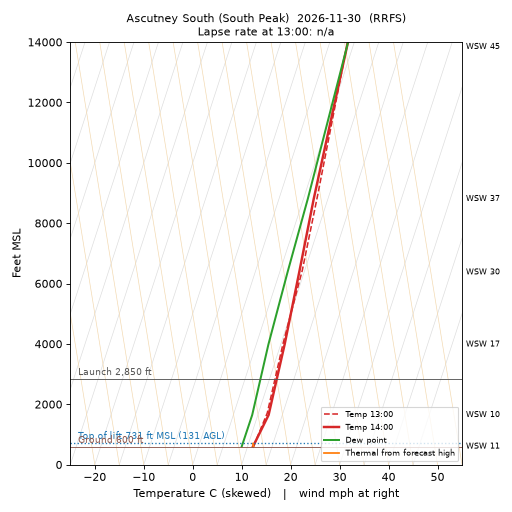 Ascutney South (South Peak)  2026-11-30  (RRFS)
Lapse rate at 13:00: n/a
14000
12000
10000
8000
6000
4000
2000
0
Feet MSL
WSW 45
WSW 37
WSW 30
WSW 17
WSW 10
WSW 11
Launch 2,850 ft
Top of lift 731 ft MSL (131 AGL)
Ground 600 ft
Temp 13:00
Temp 14:00
Dew point
Thermal from forecast high
−20 −10 0 10 20 30 40 50
Temperature C (skewed)   |   wind mph at right